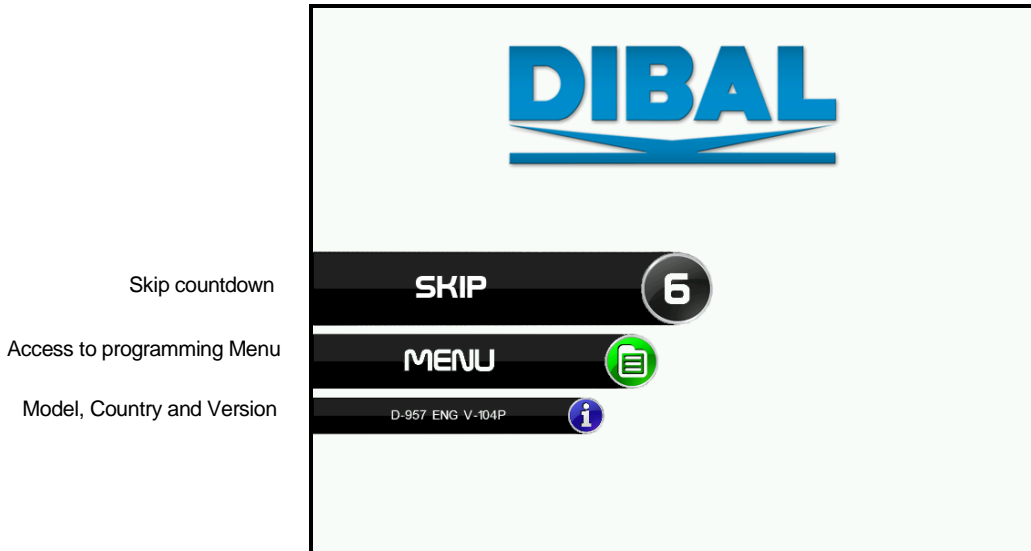 DIBAL
Skip countdown
SKIP
6
Access to programming Menu
MENU
Model, Country and Version
D-957 ENG V-104P
i